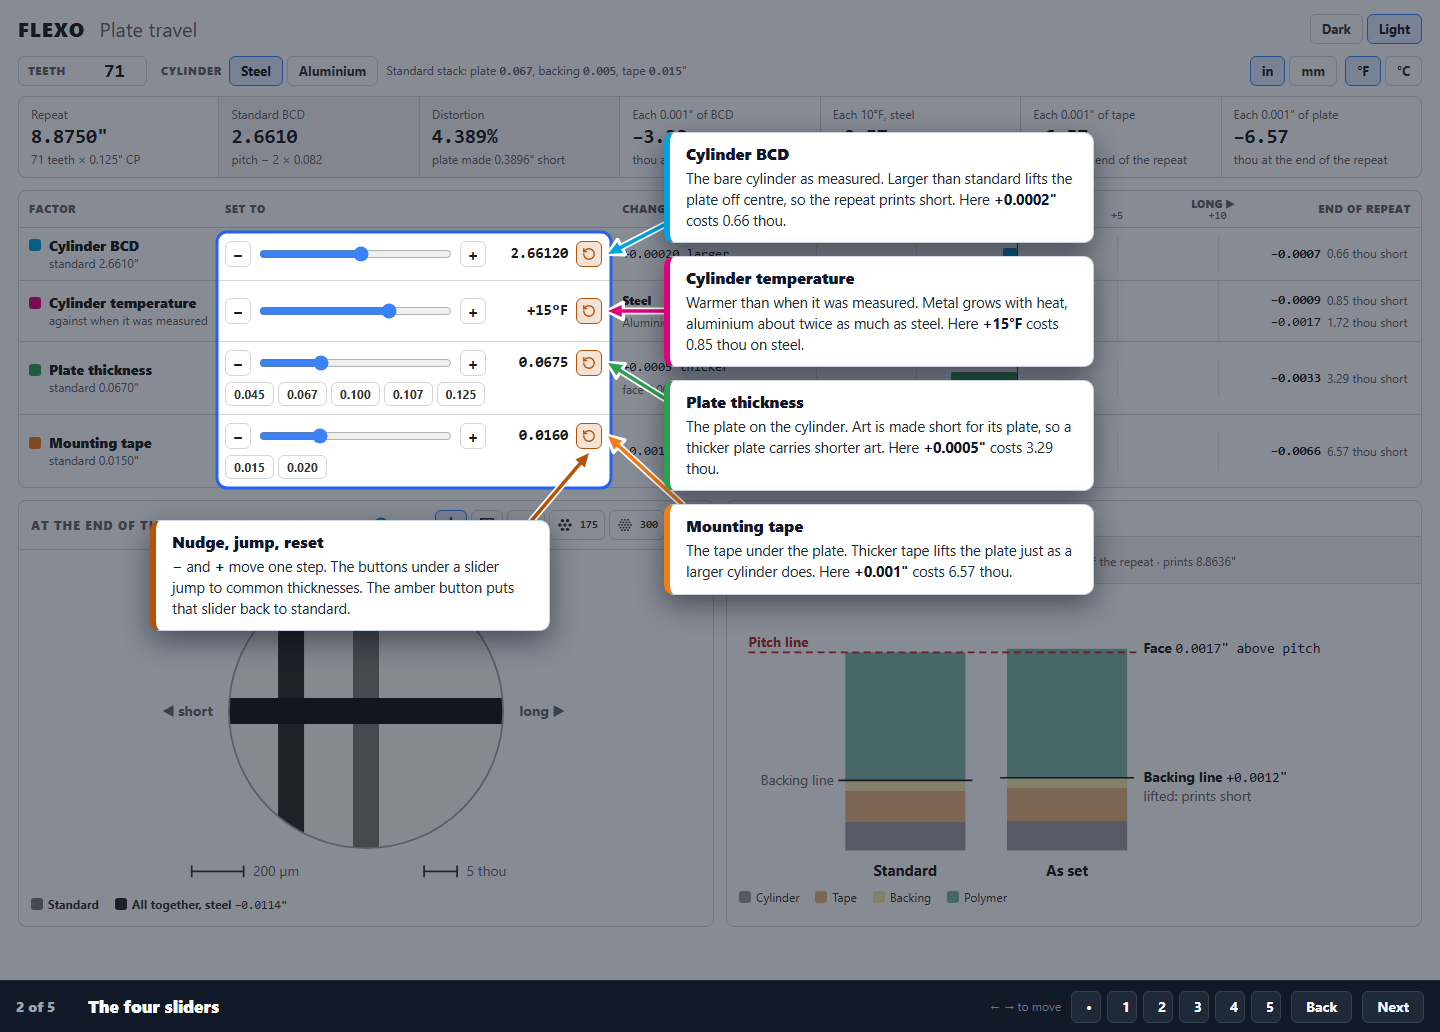 FLEXO Plate travel
Dark Light
TEETH 71 CYLINDER Steel Aluminium Standard stack: plate 0.067, backing 0.005, tape 0.015"
in mm °F °C
Repeat
8.8750"
71 teeth × 0.125" CP
Standard BCD
2.6610
pitch − 2 × 0.082
Distortion
4.389%
plate made 0.3896" short
Each 0.001" of BCD
thou
Each 10°F, steel
Each 0.001" of tape
end of the repeat
Each 0.001" of plate
−6.57
thou at the end of the repeat
FACTOR SET TO LONG ▶ END OF REPEAT
+5 +10
Cylinder BCD
standard 2.6610"
− + 2.66120
−0.0007 0.66 thou short
Cylinder temperature
against when it was measured
− + +15°F
Steel
−0.0009 0.85 thou short
−0.0017 1.72 thou short
Plate thickness
standard 0.0670"
− + 0.0675
0.045 0.067 0.100 0.107 0.125
−0.0033 3.29 thou short
Mounting tape
standard 0.0150"
− + 0.0160
0.015 0.020
−0.0066 6.57 thou short
Cylinder BCD
The bare cylinder as measured. Larger than standard lifts the
plate off centre, so the repeat prints short. Here +0.0002"
costs 0.66 thou.
Cylinder temperature
Warmer than when it was measured. Metal grows with heat,
aluminium about twice as much as steel. Here +15°F costs
0.85 thou on steel.
Plate thickness
The plate on the cylinder. Art is made short for its plate, so a
thicker plate carries shorter art. Here +0.0005" costs 3.29
thou.
Mounting tape
The tape under the plate. Thicker tape lifts the plate just as a
larger cylinder does. Here +0.001" costs 6.57 thou.
Nudge, jump, reset
− and + move one step. The buttons under a slider
jump to common thicknesses. The amber button puts
that slider back to standard.
AT THE END OF
175 300
the repeat · prints 8.8636"
◀ short long ▶
200 µm 5 thou
Standard All together, steel −0.0114"
Pitch line
Face 0.0017" above pitch
Backing line
Backing line +0.0012"
lifted: prints short
Standard As set
Cylinder Tape Backing Polymer
2 of 5 The four sliders
← → to move • 1 2 3 4 5 Back Next